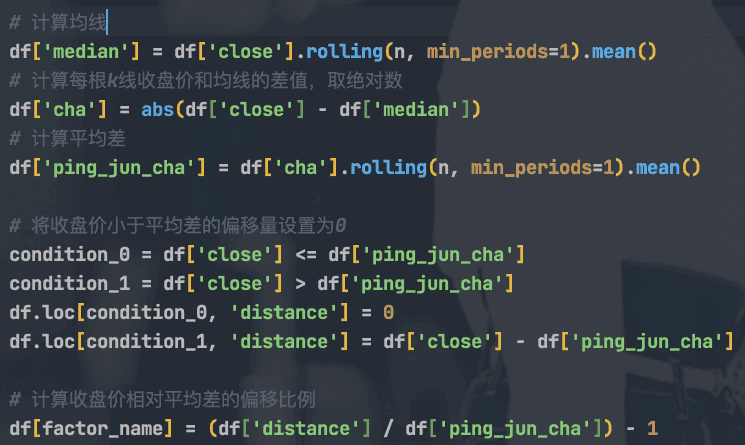 # 计算均线
df['median'] = df['close'].rolling(n, min_periods=1).mean()
# 计算每根k线收盘价和均线的差值，取绝对数
df['cha'] = abs(df['close'] - df['median'])
# 计算平均差
df['ping_jun_cha'] = df['cha'].rolling(n, min_periods=1).mean()
# 将收盘价小于平均差的偏移量设置为0
condition_0 = df['close'] <= df['ping_jun_cha']
condition_1 = df['close'] > df['ping_jun_cha']
df.loc[condition_0, 'distance'] = 0
df.loc[condition_1, 'distance'] = df['close'] - df['ping_jun_cha']
# 计算收盘价相对平均差的偏移比例
df[factor_name] = (df['distance'] / df['ping_jun_cha']) - 1